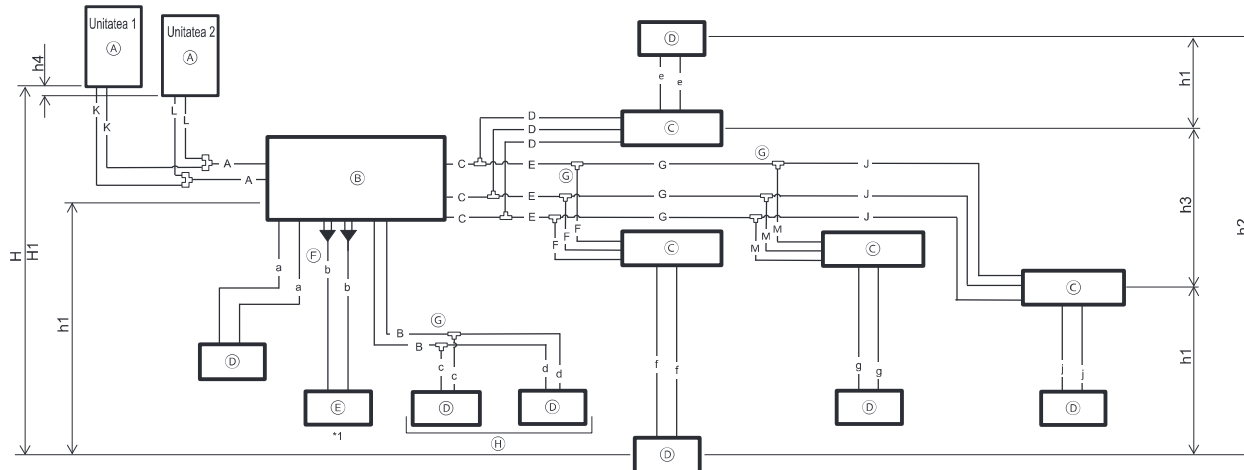 Unitatea 1
Unitatea 2
Ⓐ
Ⓐ
h4
K
K
L
L
A
A
Ⓑ
H
H1
h1
a
a
Ⓕ
b
b
Ⓓ
Ⓔ
*1
B
B
Ⓖ
c
c
d
d
Ⓓ
Ⓓ
Ⓗ
C
C
C
D
D
D
Ⓓ
e
e
Ⓒ
E
E
E
Ⓖ
G
G
G
Ⓖ
J
J
J
F
F
F
Ⓒ
M
M
M
Ⓒ
Ⓒ
f
f
Ⓓ
g
g
Ⓓ
j
j
Ⓓ
h1
h3
h1
h2